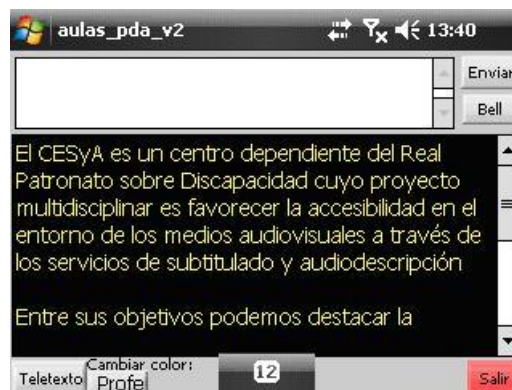 aulas_pda_v2 13:40
Enviar
Bell
El CESyA es un centro dependiente del Real
Patronato sobre Discapacidad cuyo proyecto
multidisciplinar es favorecer la accesibilidad en el
entorno de los medios audiovisuales a través de
los servicios de subtitulado y audiodescripción
Entre sus objetivos podemos destacar la
Teletexto Cambiar color: 12 Salir
Profe